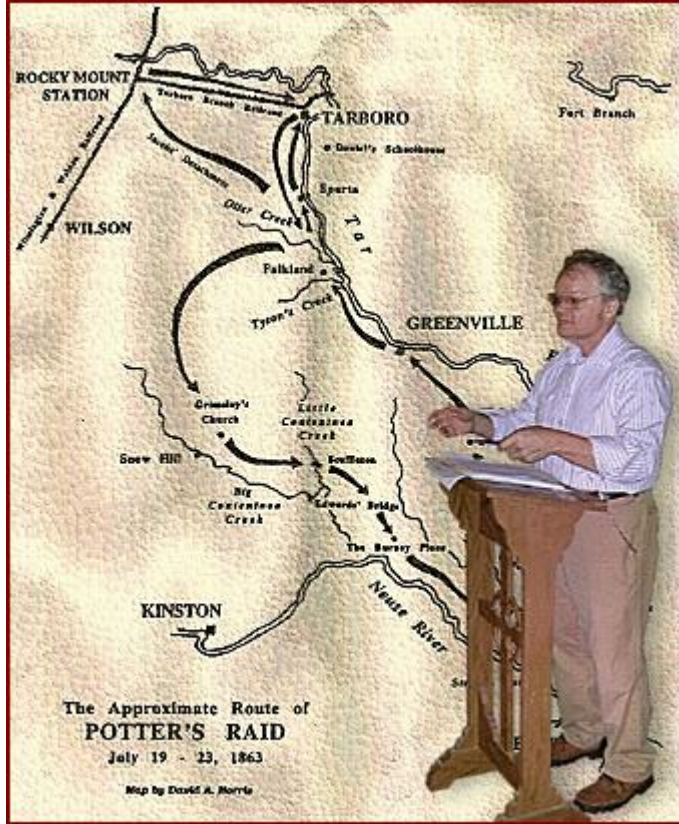 ROCKY MOUNT
STATION
Tarboro Branch Railroad
TARBORO
Fort Branch
Daniel's Schoolhouse
Wilmington & Weldon Railroad
Sparta
Otter Creek
Tar
WILSON
Falkland
Tyson's Creek
GREENVILLE
Church
Little
Contentnea
Creek
Snow Hill
Big
Contentnea
Creek
Edwards' Bridge
The Burney Place
Neuse River
KINSTON
The Approximate Route of
POTTER'S RAID
July 19 - 23, 1863
Map by David A. Norris